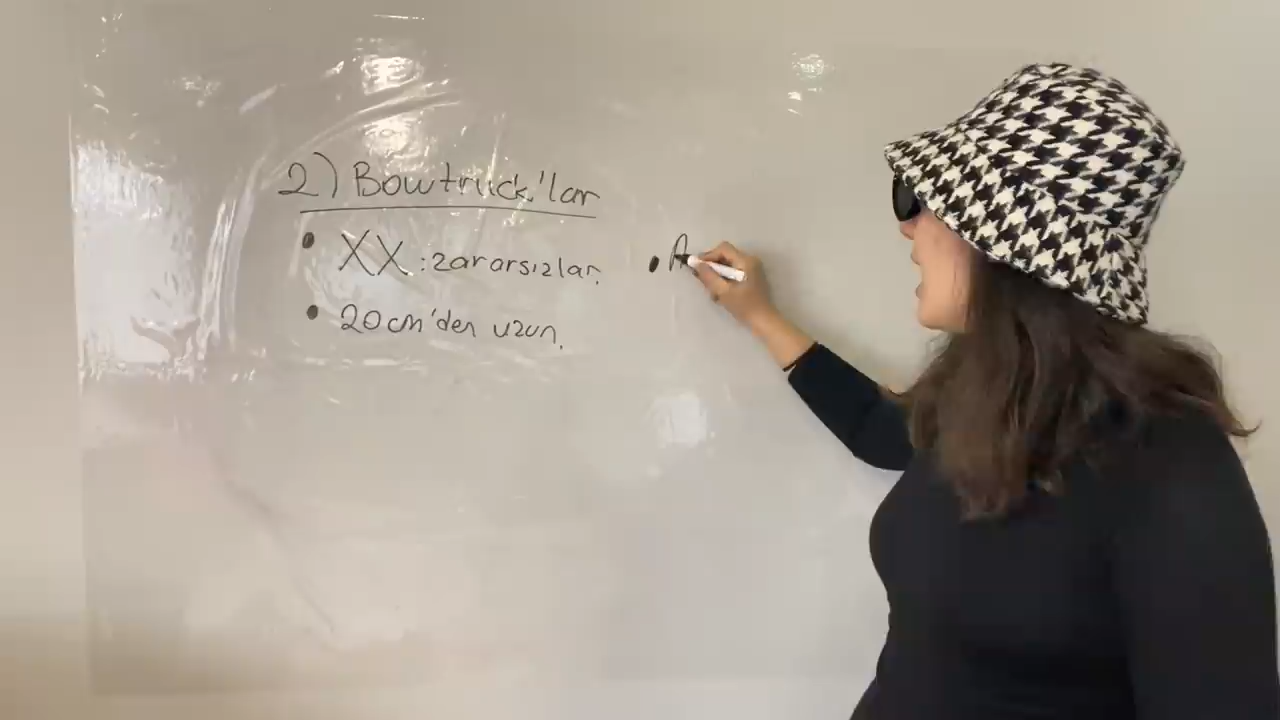 2) Bowtruck'lar
• XX : zararsızlar.
• 20cm'den uzun.
• A